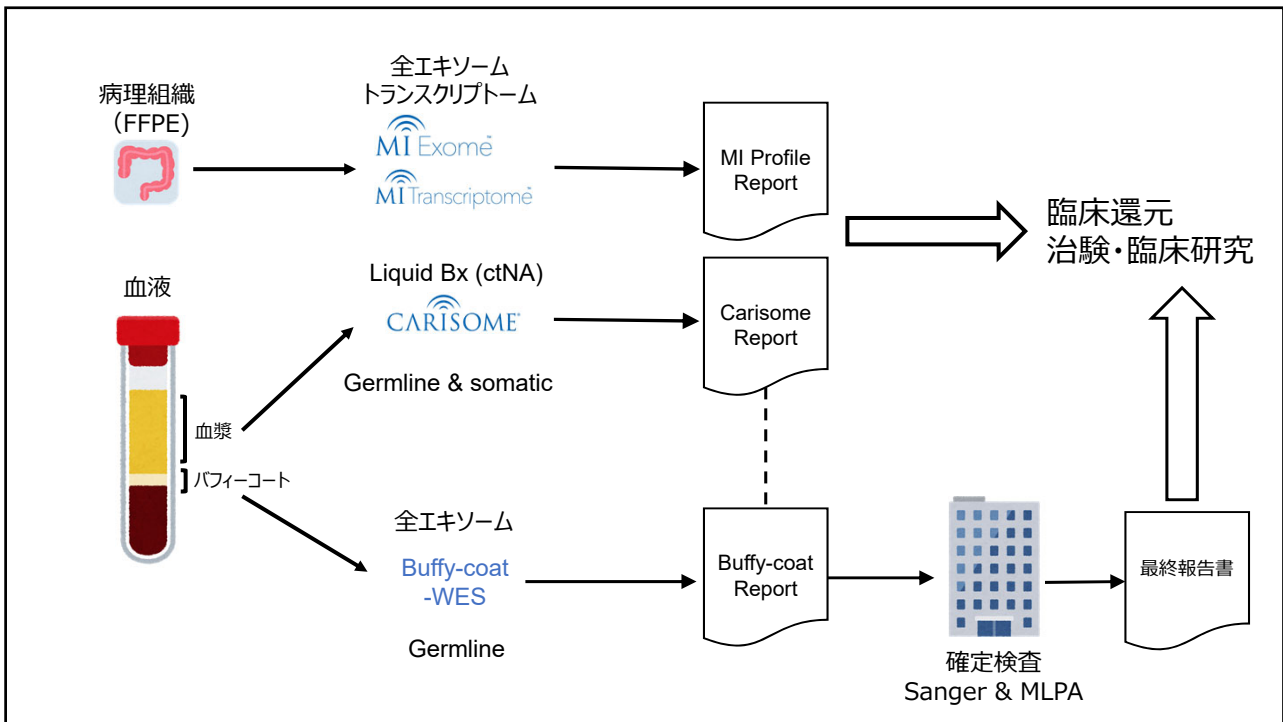 病理組織
（FFPE)
全エキソーム
トランスクリプトーム
MI Exome™
MI Transcriptome™
MI Profile
Report
臨床還元
治験・臨床研究
血液
血漿
バフィーコート
Liquid Bx (ctNA)
CARISOME®
Germline & somatic
Carisome
Report
全エキソーム
Buffy-coat
-WES
Germline
Buffy-coat
Report
確定検査
Sanger & MLPA
最終報告書